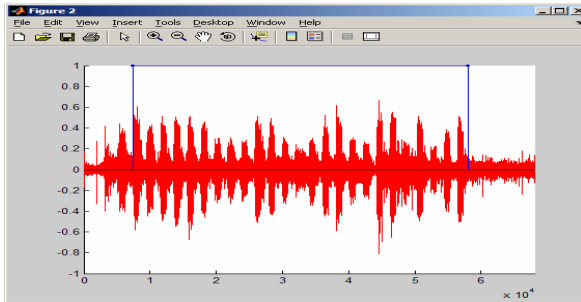 Figure 2
File Edit View Insert Tools Desktop Window Help
1
0.8
0.6
0.4
0.2
0
-0.2
-0.4
-0.6
-0.8
-1
0 1 2 3 4 5 6
x 10^4